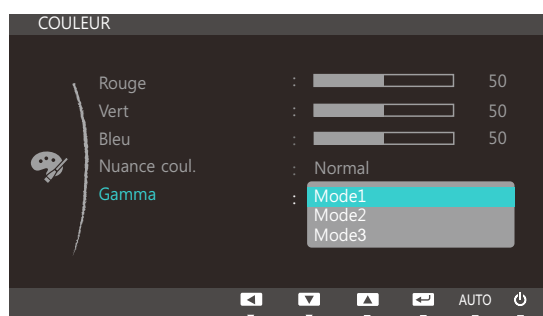 COULEUR
Rouge : 50
Vert : 50
Bleu : 50
Nuance coul. : Normal
Gamma : Mode1
Mode2
Mode3
AUTO